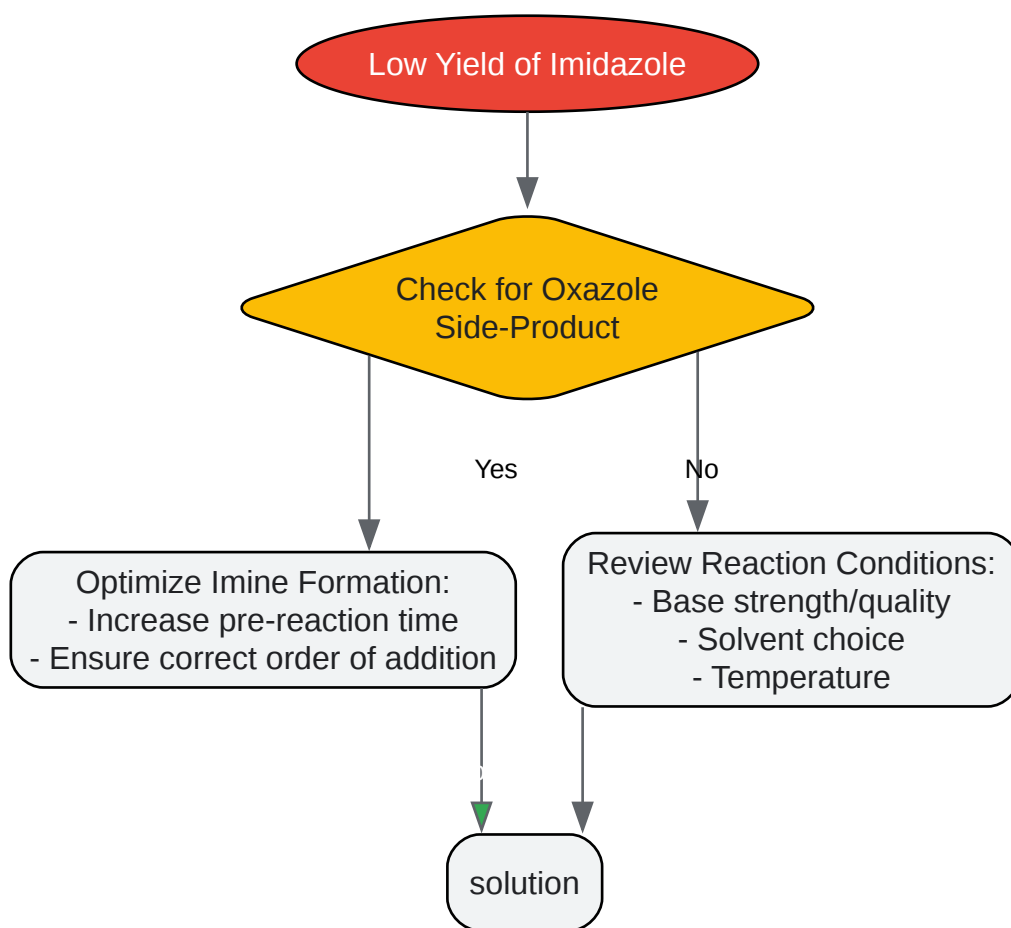 Low Yield of Imidazole
Check for Oxazole
Side-Product
Yes
No
Optimize Imine Formation:
- Increase pre-reaction time
- Ensure correct order of addition
Review Reaction Conditions:
- Base strength/quality
- Solvent choice
- Temperature
solution